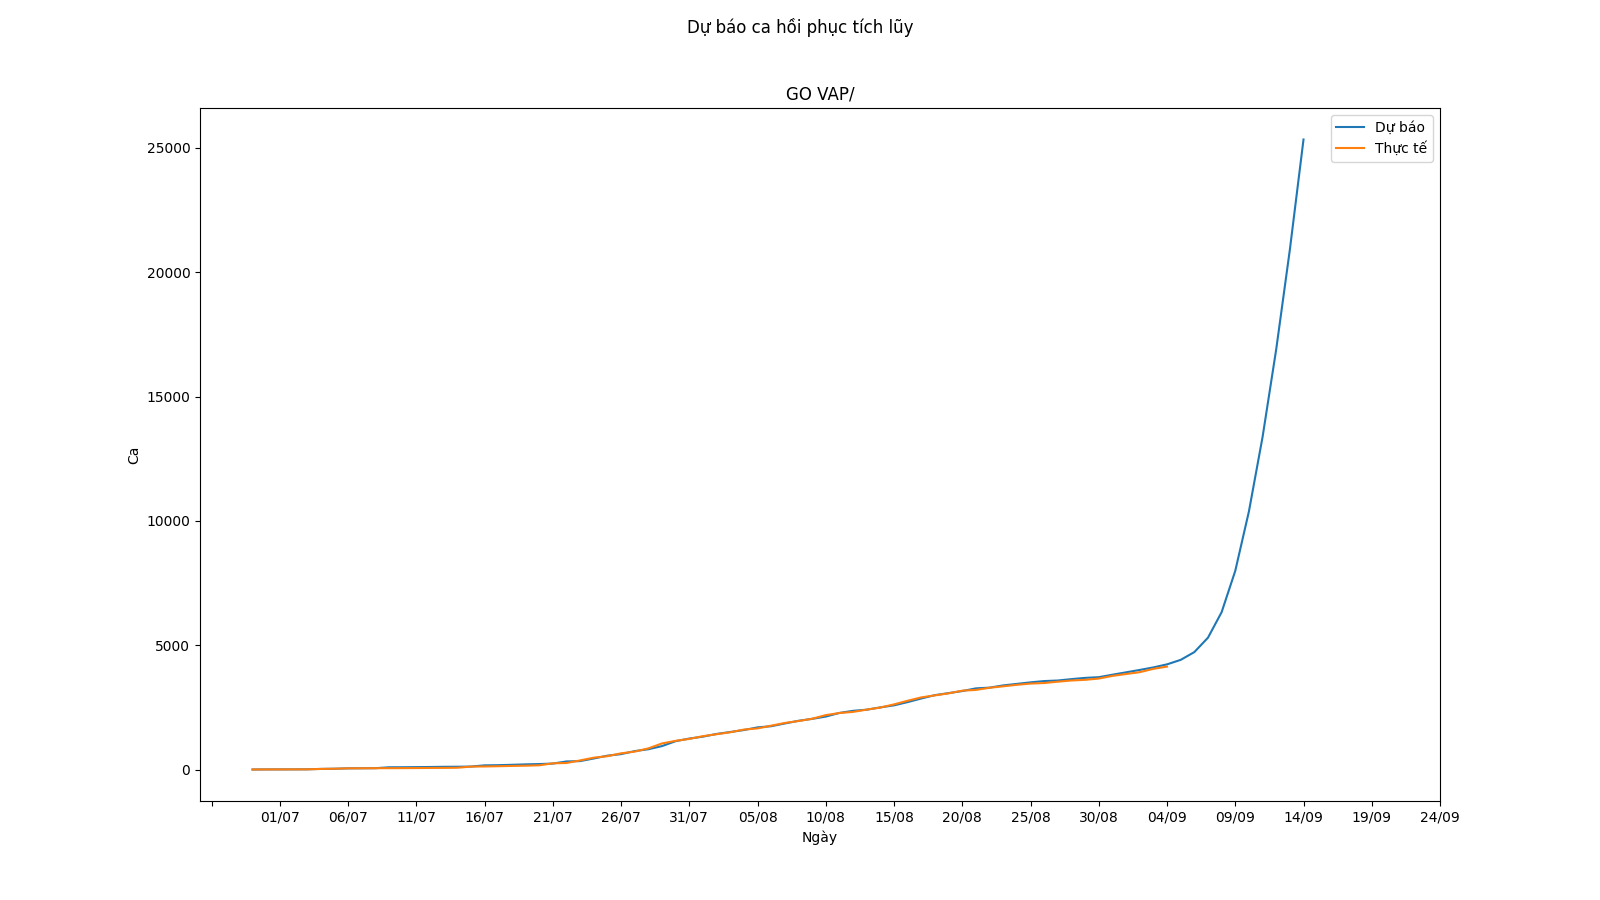 Dự báo ca hồi phục tích lũy
GO VAP/
Dự báo
Thực tế
25000
20000
15000
10000
5000
0
Ca
01/07 06/07 11/07 16/07 21/07 26/07 31/07 05/08 10/08 15/08 20/08 25/08 30/08 04/09 09/09 14/09 19/09 24/09
Ngày